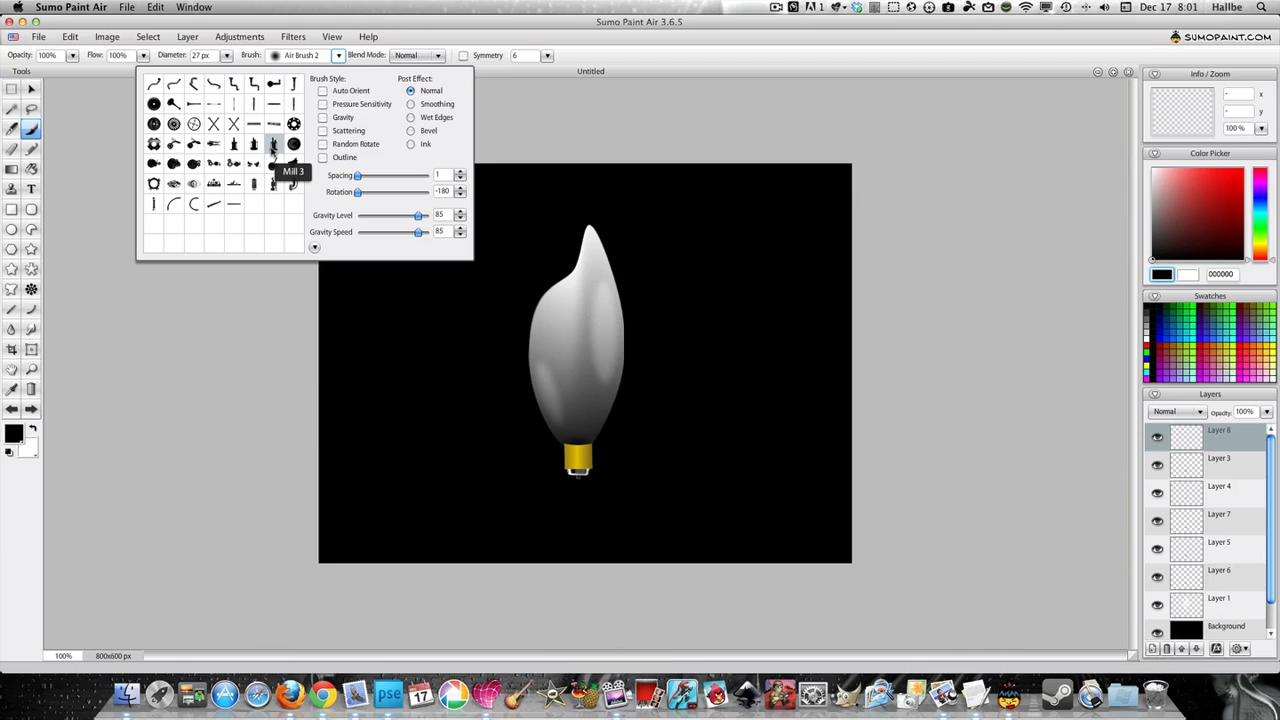 Sumo Paint Air File Edit Window 1 Dec 17 8:01 Hallbe
Sumo Paint Air 3.6.5
File Edit Image Select Layer Adjustments Filters View Help SUMOPAINT.COM
Opacity: 100% Flow: 100% Diameter: 27 px Brush: Air Brush 2 Blend Mode: Normal Symmetry 6
Tools Untitled Info / Zoom
Brush Style: Post Effect:
Auto Orient Normal
Pressure Sensitivity Smoothing
Gravity Wet Edges
Scattering Bevel
Random Rotate Ink
Outline
Spacing 1
Rotation -180
Gravity Level 85
Gravity Speed 85
Mill 3
- x
- y
100 %
Color Picker
000000
Swatches
Layers
Normal Opacity: 100%
Layer 8
Layer 3
Layer 4
Layer 7
Layer 5
Layer 6
Layer 1
Background
100% 800x600 px
17 pse